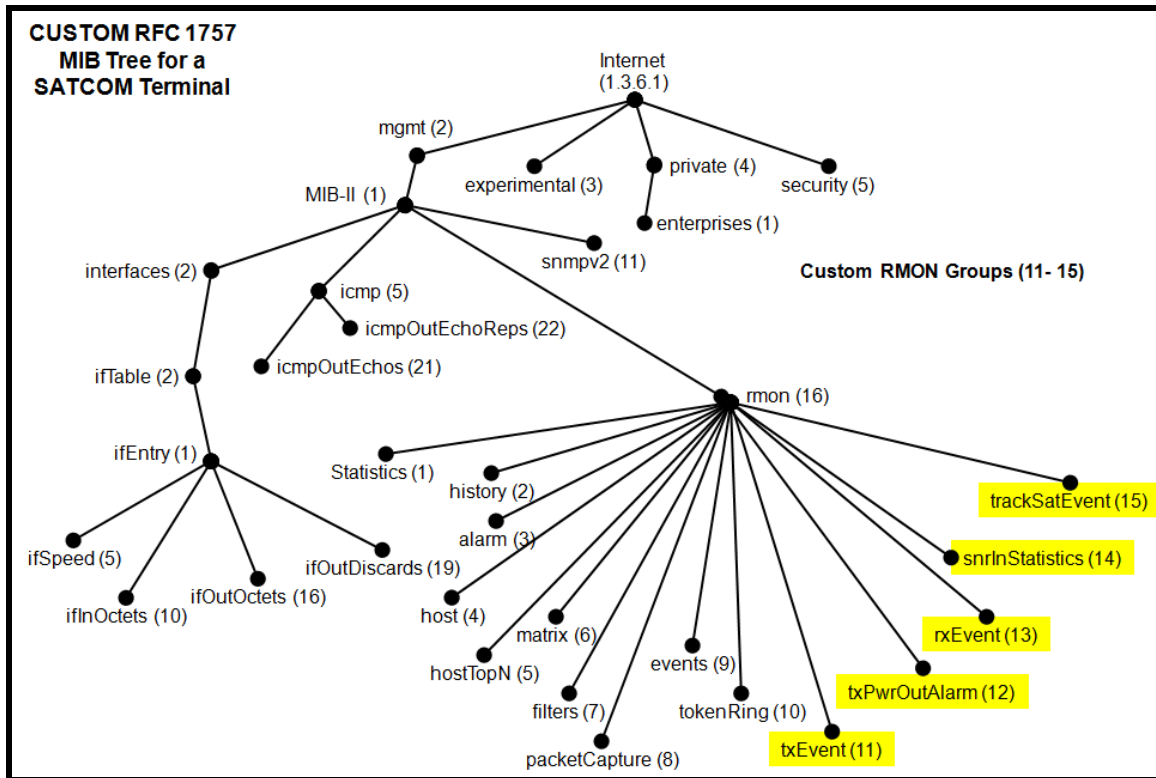 CUSTOM RFC 1757
MIB Tree for a
SATCOM Terminal
Internet
(1.3.6.1)
mgmt (2)
experimental (3)
private (4)
security (5)
MIB-II (1)
enterprises (1)
snmpv2 (11)
interfaces (2)
Custom RMON Groups (11- 15)
icmp (5)
icmpOutEchoReps (22)
icmpOutEchos (21)
ifTable (2)
rmon (16)
ifEntry (1)
Statistics (1)
history (2)
trackSatEvent (15)
alarm (3)
ifSpeed (5)
ifOutDiscards (19)
snrInStatistics (14)
ifInOctets (10)
ifOutOctets (16)
host (4)
matrix (6)
rxEvent (13)
hostTopN (5)
events (9)
txPwrOutAlarm (12)
filters (7)
tokenRing (10)
packetCapture (8)
txEvent (11)